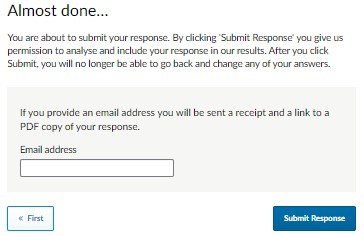 Almost done...
You are about to submit your response. By clicking 'Submit Response' you give us
permission to analyse and include your response in our results. After you click
Submit, you will no longer be able to go back and change any of your answers.
If you provide an email address you will be sent a receipt and a link to a
PDF copy of your response.
Email address
« First
Submit Response